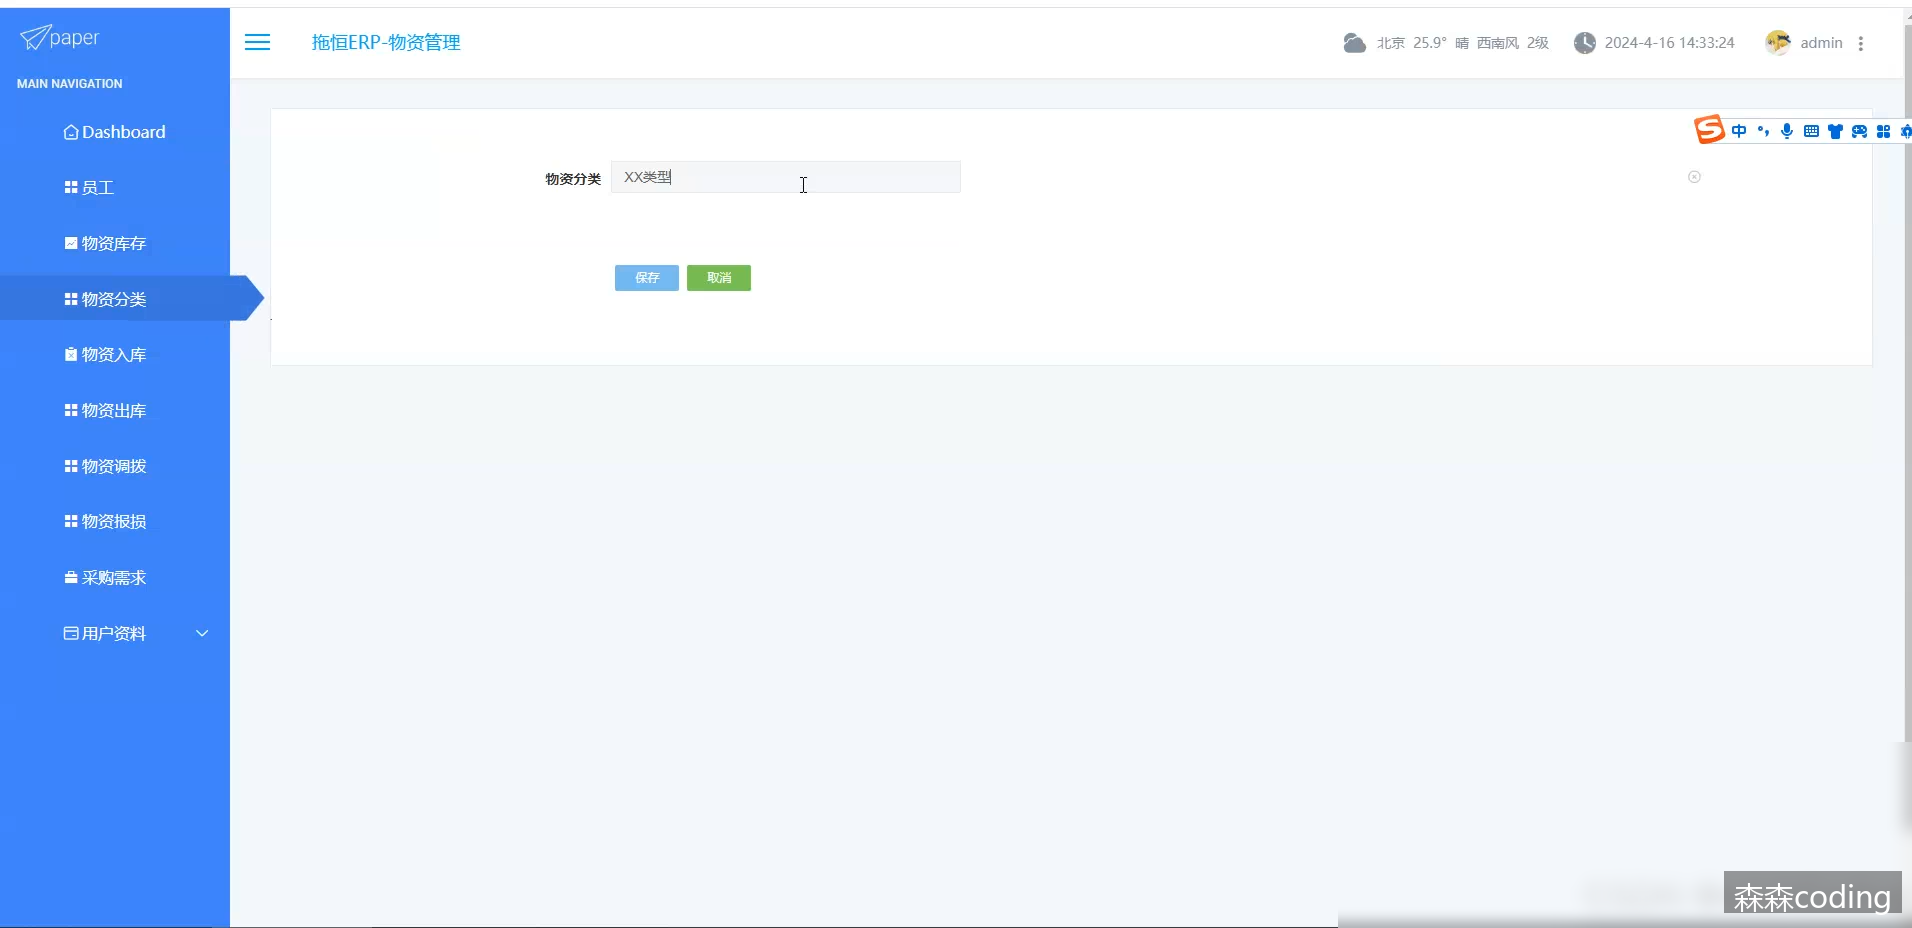 paper
拖恒ERP-物资管理
北京 25.9° 晴 西南风 2级
2024-4-16 14:33:24
admin
MAIN NAVIGATION
Dashboard
员工
物资库存
物资分类
物资入库
物资出库
物资调拨
物资报损
采购需求
用户资料
中
物资分类 XX类型
保存 取消
森森coding